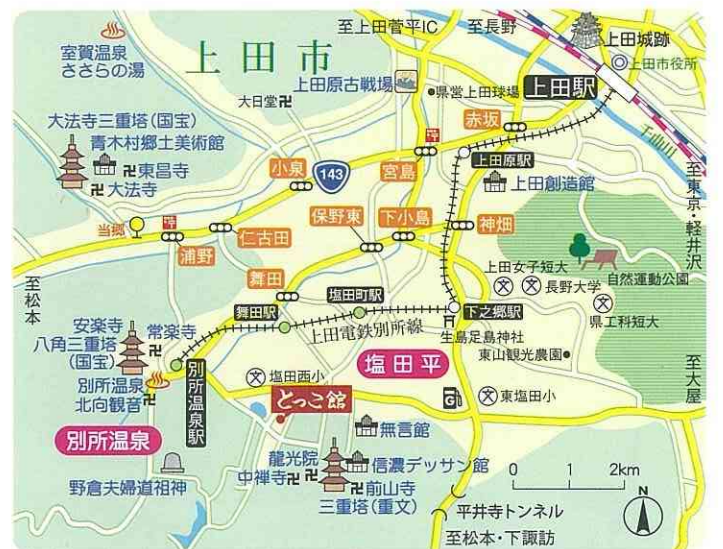 至上田菅平IC
至長野
室賀温泉
ささらの湯
上田市
上田城跡
上田市役所
上田原古戦場
県営上田球場
上田駅
大日堂
赤坂
千曲川
大法寺三重塔(国宝)
青木村郷土美術館
東昌寺
大法寺
小泉
143
宮島
上田原駅
上田創造館
至東京・軽井沢
当郷
浦野
仁古田
保野東
下小島
神畑
至松本
舞田
上田女子短大
長野大学
自然運動公園
県工科短大
塩田町駅
舞田駅
下之郷駅
上田電鉄別所線
生島足島神社
東山観光農園
安楽寺
八角三重塔
(国宝)
常楽寺
塩田平
至大屋
別所温泉
北向観音
別所温泉駅
文
塩田西小
とっこ館
文
東塩田小
別所温泉
無言館
野倉夫婦道祖神
龍光院
中禅寺
信濃デッサン館
前山寺
三重塔(重文)
0 1 2km
N
平井寺トンネル
至松本・下諏訪